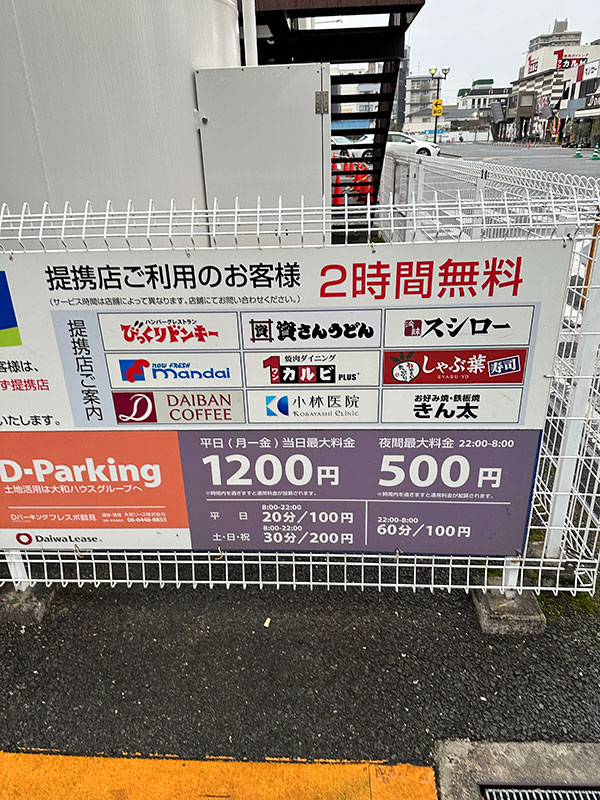 提携店ご利用のお客様 2時間無料
(サービス時間は店舗によって異なります。店舗にてお問い合わせください。)
提携店ご案内
ハンバーグレストラン
びっくりドンキー
資 資さんうどん
スシロー
NOW FRESH
mandai
焼肉ダイニング
ワンカルビ PLUS+
しゃぶ葉 寿司
SYABU-YO
D DAIBAN
COFFEE
小林医院
KOBAYASHI CLINIC
お好み焼・鉄板焼
きん太
客様は、
ず提携店
いたします。
D-Parking
土地活用は大和ハウスグループへ
Dパーキングフレスポ鶴見
06-6448-8855
DaiwaLease
平日(月ー金)当日最大料金
1200円
※時間内を過ぎますと通常料金が加算されます。
夜間最大料金 22:00-8:00
500円
※時間内を過ぎますと通常料金が加算されます。
8:00-22:00
平日 20分/100円
8:00-22:00
土・日・祝 30分/200円
22:00-8:00
60分/100円
カルビ